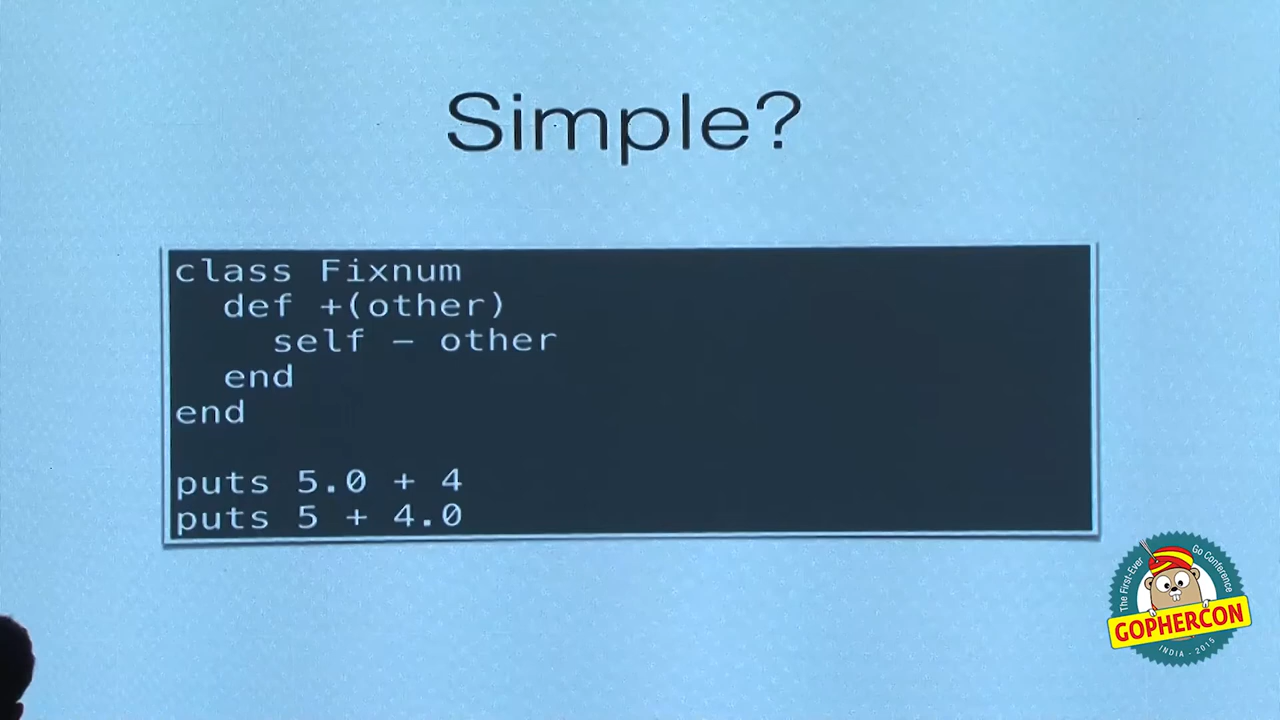 Simple?
class Fixnum
  def +(other)
    self – other
  end
end
puts 5.0 + 4
puts 5 + 4.0
The First-Ever Go Conference
GOPHERCON
INDIA - 2015